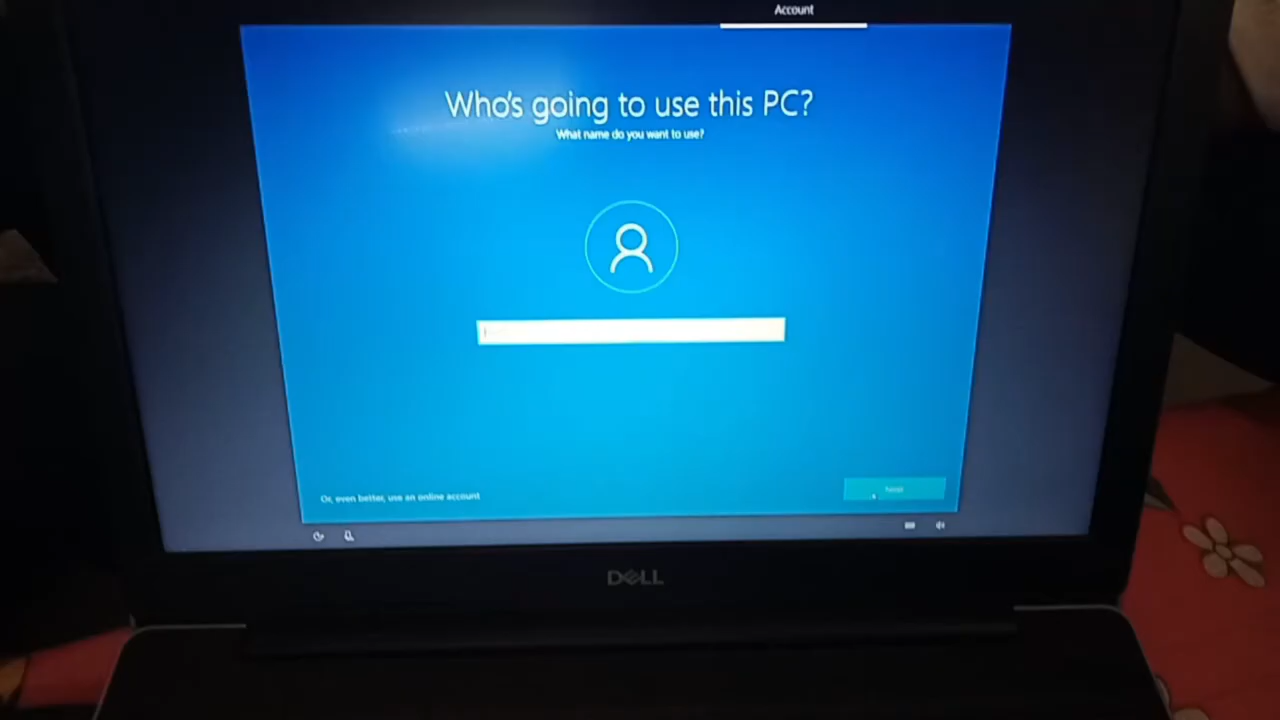 Account
Who's going to use this PC?
What name do you want to use?
Or, even better, use an online account
DELL